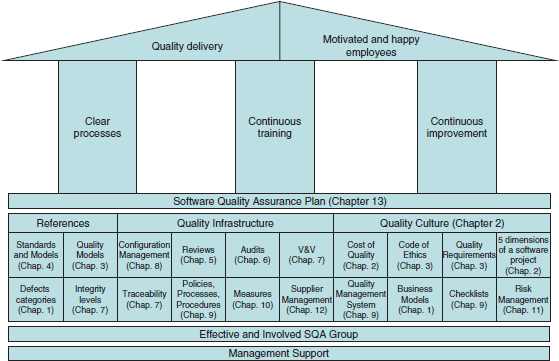 Quality delivery
Motivated and happy
employees
Clear
processes
Continuous
training
Continuous
improvement
Software Quality Assurance Plan (Chapter 13)
References
Quality Infrastructure
Quality Culture (Chapter 2)
Standards
and Models
(Chap. 4)
Quality
Models
(Chap. 3)
Configuration
Management
(Chap. 8)
Reviews
(Chap. 5)
Audits
(Chap. 6)
V&V
(Chap. 7)
Cost of
Quality
(Chap. 2)
Code of
Ethics
(Chap. 3)
Quality
Requirements
(Chap. 3)
5 dimensions
of a software
project
(Chap. 2)
Defects
categories
(Chap. 1)
Integrity
levels
(Chap. 7)
Traceability
(Chap. 7)
Policies,
Processes,
Procedures
(Chap. 9)
Measures
(Chap. 10)
Supplier
Management
(Chap. 12)
Quality
Management
System
(Chap. 9)
Business
Models
(Chap. 1)
Checklists
(Chap. 9)
Risk
Management
(Chap. 11)
Effective and Involved SQA Group
Management Support